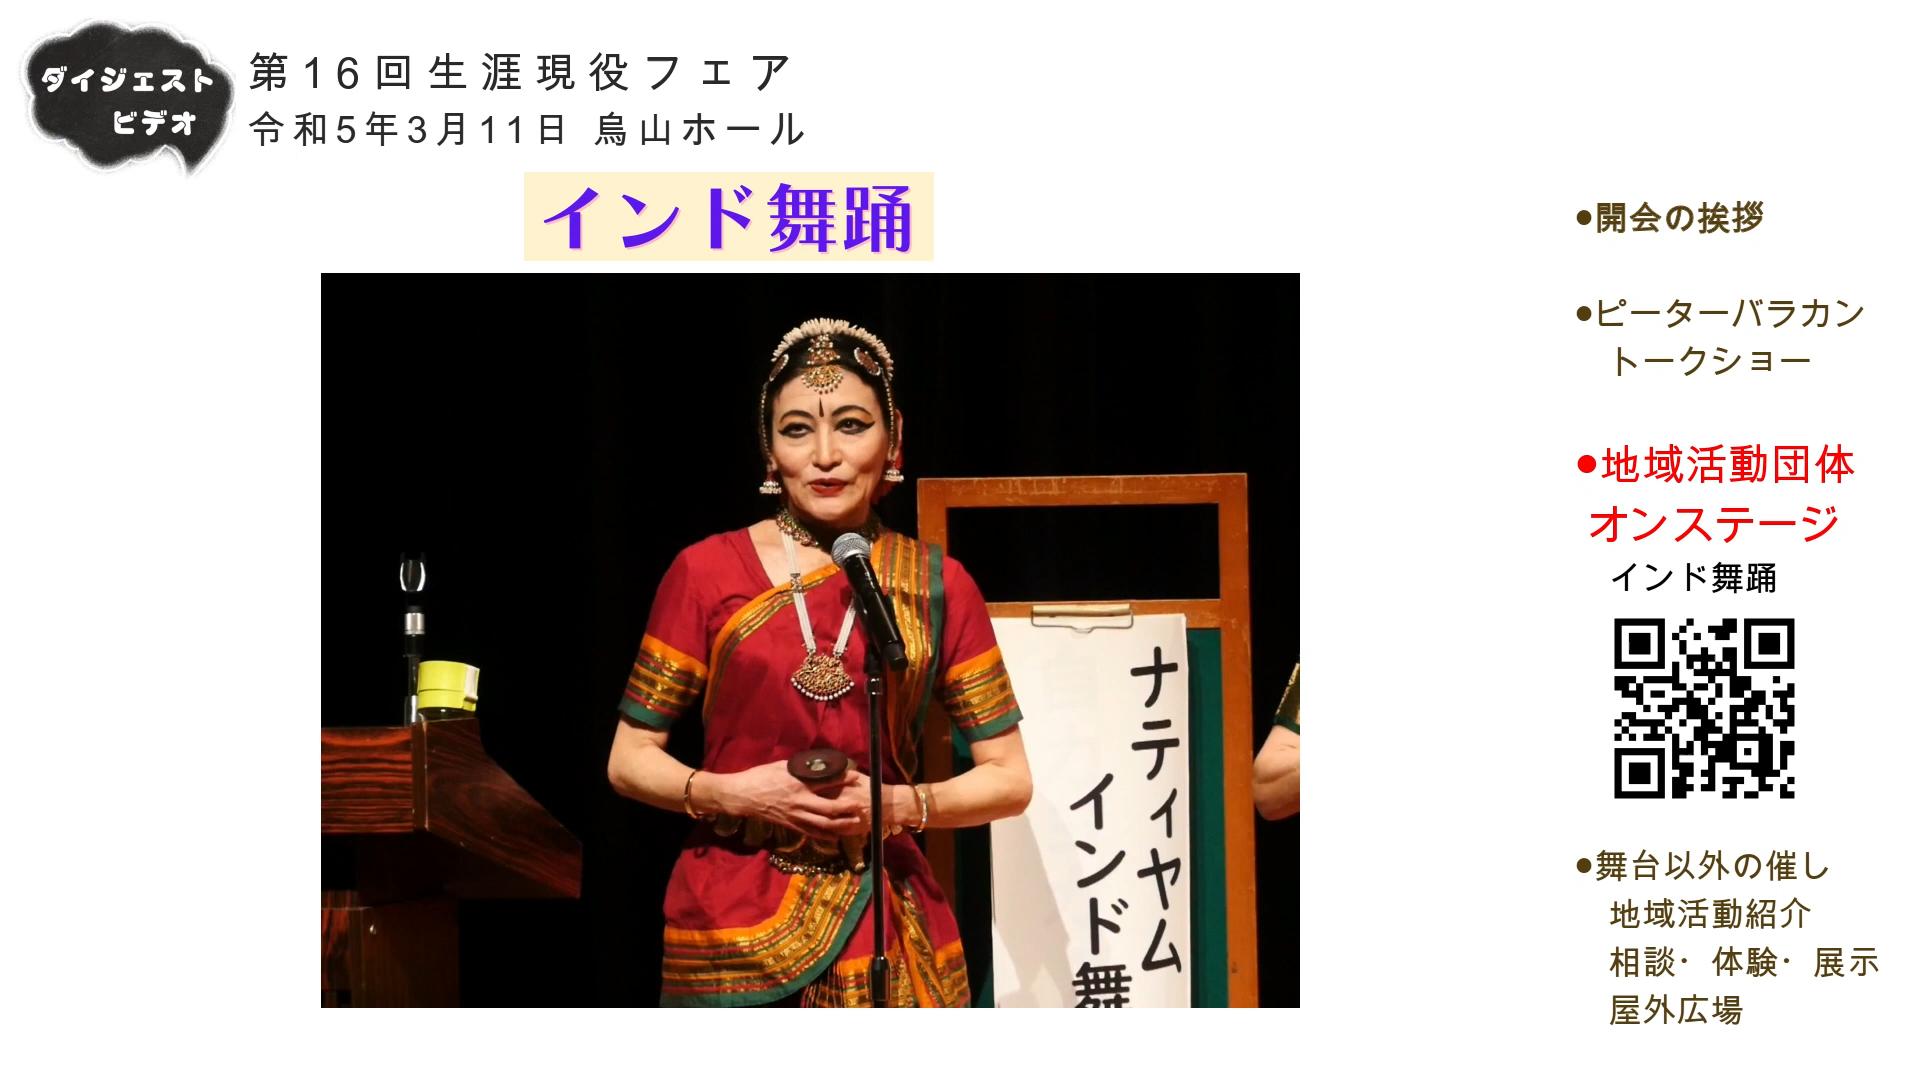 ダイジェスト
ビデオ
第16回生涯現役フェア
令和5年3月11日 烏山ホール
インド舞踊
ナティヤム
インド舞
●開会の挨拶
●ピーターバラカン
トークショー
●地域活動団体
オンステージ
インド舞踊
●舞台以外の催し
地域活動紹介
相談・体験・展示
屋外広場